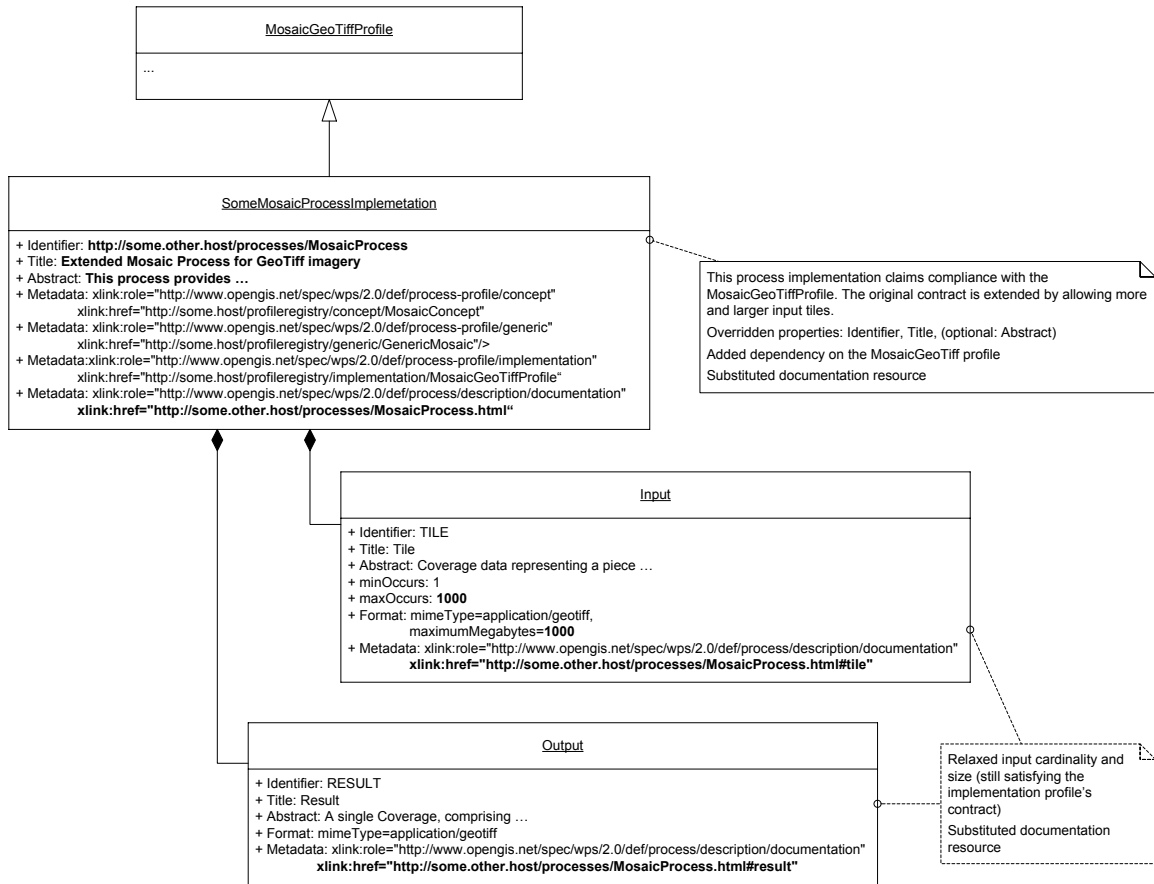 MosaicGeoTiffProfile
...
SomeMosaicProcessImplemetation
+ Identifier: http://some.other.host/processes/MosaicProcess
+ Title: Extended Mosaic Process for GeoTiff imagery
+ Abstract: This process provides …
+ Metadata: xlink:role="http://www.opengis.net/spec/wps/2.0/def/process-profile/concept"
xlink:href="http://some.host/profileregistry/concept/MosaicConcept"
+ Metadata: xlink:role="http://www.opengis.net/spec/wps/2.0/def/process-profile/generic"
xlink:href="http://some.host/profileregistry/generic/GenericMosaic"/>
+ Metadata:xlink:role="http://www.opengis.net/spec/wps/2.0/def/process-profile/implementation"
xlink:href="http://some.host/profileregistry/implementation/MosaicGeoTiffProfile“
+ Metadata: xlink:role="http://www.opengis.net/spec/wps/2.0/def/process/description/documentation"
xlink:href="http://some.other.host/processes/MosaicProcess.html“
This process implementation claims compliance with the
MosaicGeoTiffProfile. The original contract is extended by allowing more
and larger input tiles.
Overridden properties: Identifier, Title, (optional: Abstract)
Added dependency on the MosaicGeoTiff profile
Substituted documentation resource
Input
+ Identifier: TILE
+ Title: Tile
+ Abstract: Coverage data representing a piece …
+ minOccurs: 1
+ maxOccurs: 1000
+ Format: mimeType=application/geotiff,
maximumMegabytes=1000
+ Metadata: xlink:role="http://www.opengis.net/spec/wps/2.0/def/process/description/documentation"
xlink:href="http://some.other.host/processes/MosaicProcess.html#tile"
Output
+ Identifier: RESULT
+ Title: Result
+ Abstract: A single Coverage, comprising …
+ Format: mimeType=application/geotiff
+ Metadata: xlink:role="http://www.opengis.net/spec/wps/2.0/def/process/description/documentation"
xlink:href="http://some.other.host/processes/MosaicProcess.html#result"
Relaxed input cardinality and
size (still satisfying the
implementation profile's
contract)
Substituted documentation
resource